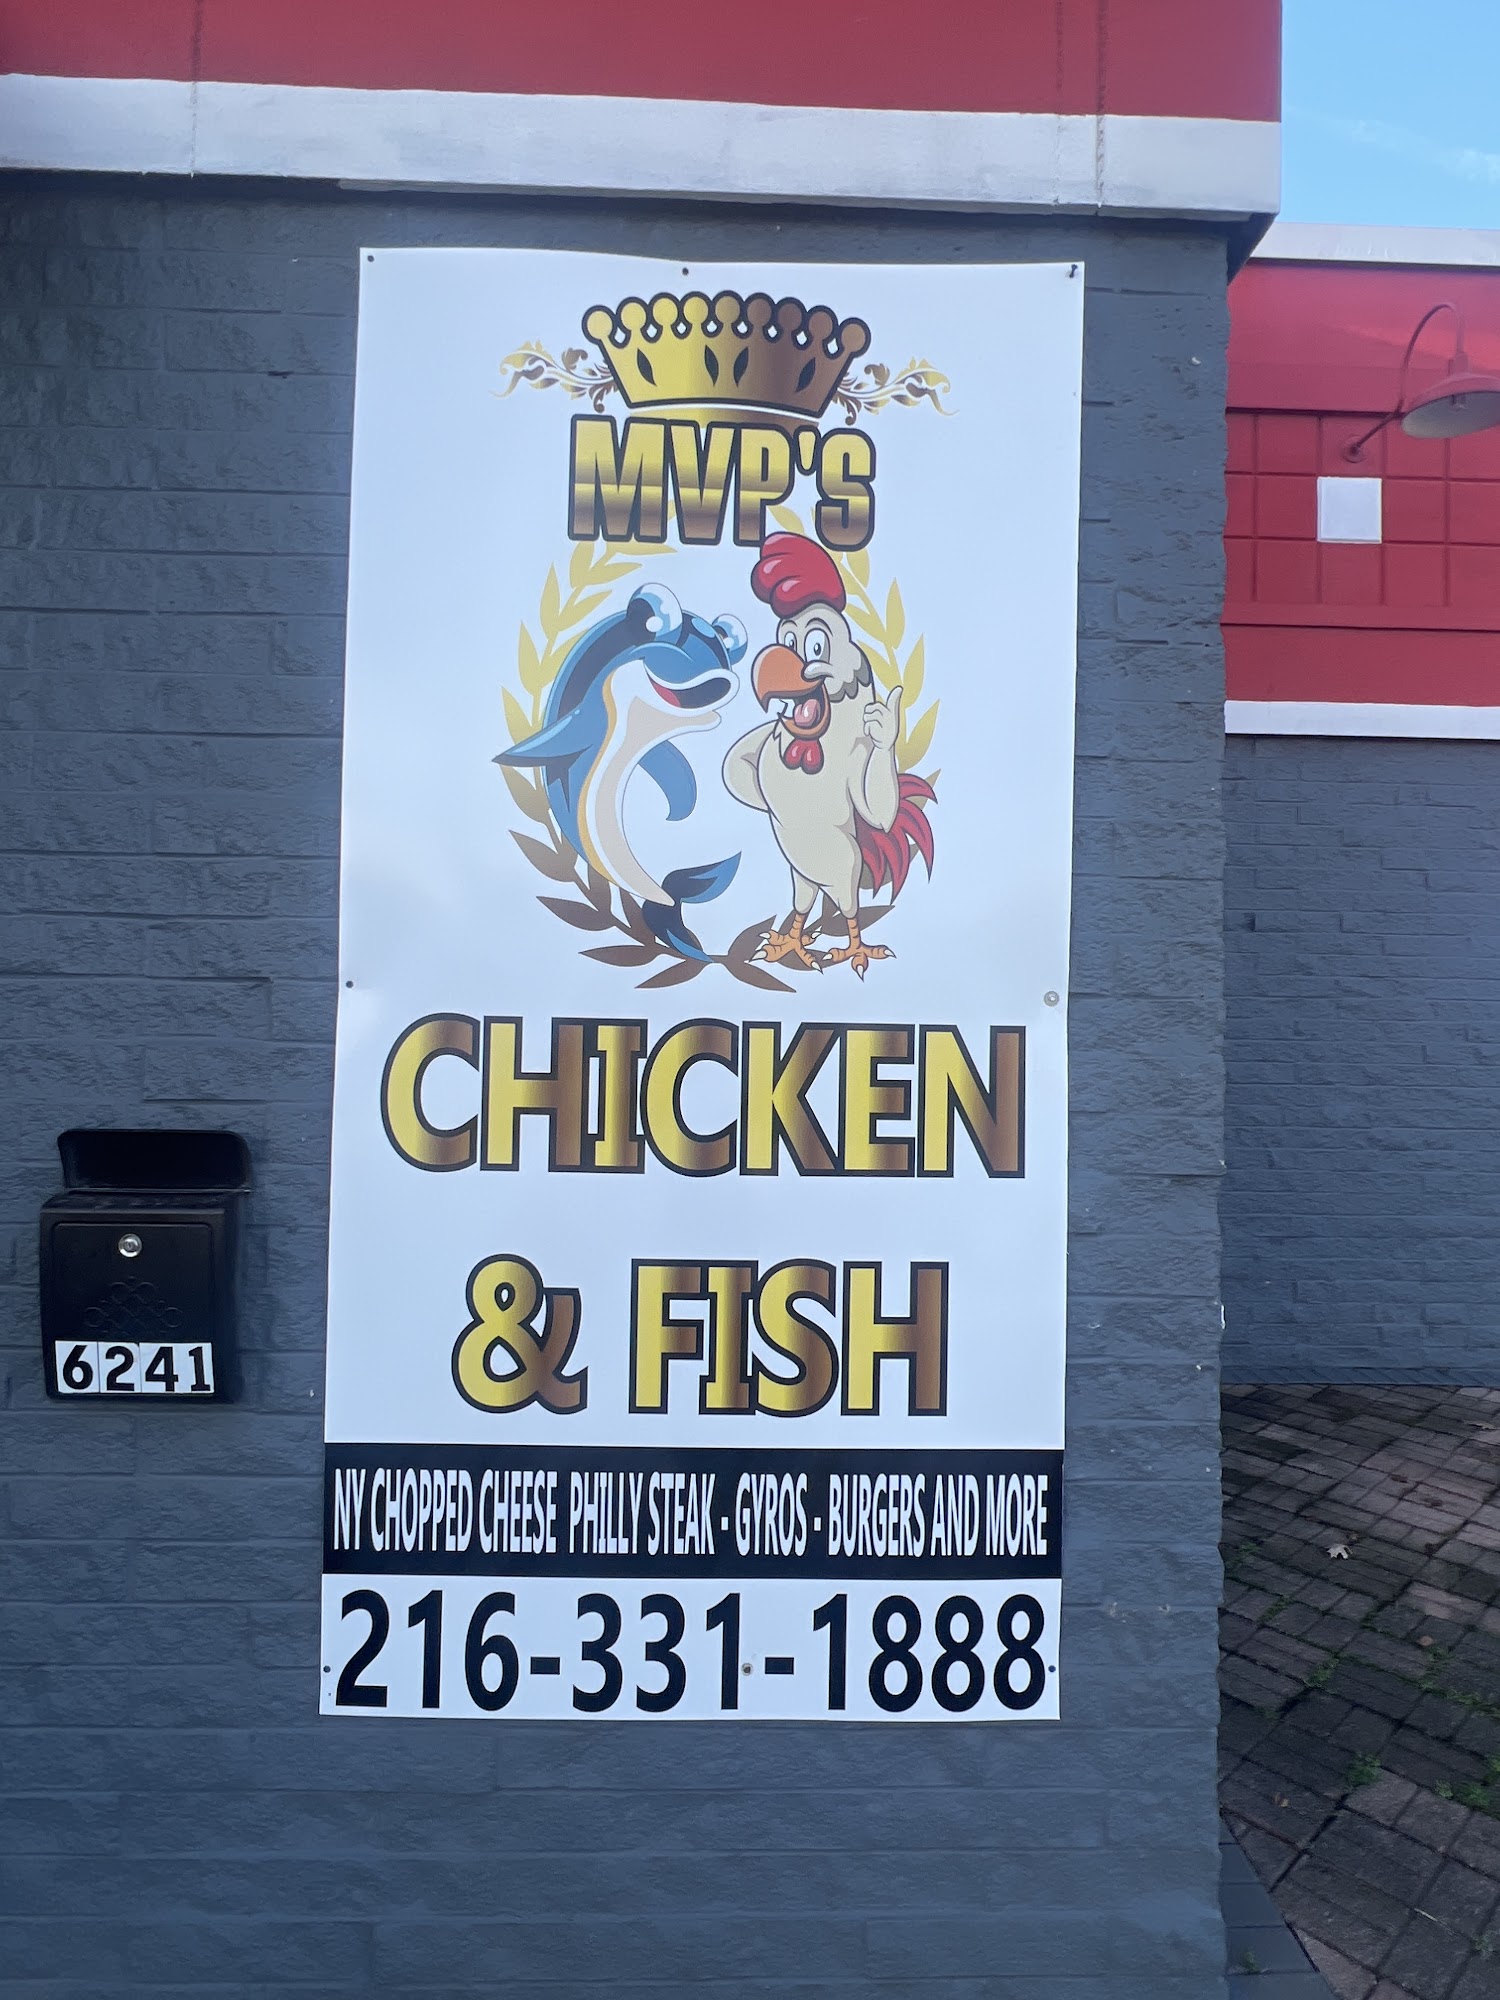 MVP'S
CHICKEN
& FISH
6241
NY CHOPPED CHEESE PHILLY STEAK - GYROS - BURGERS AND MORE
216-331-1888